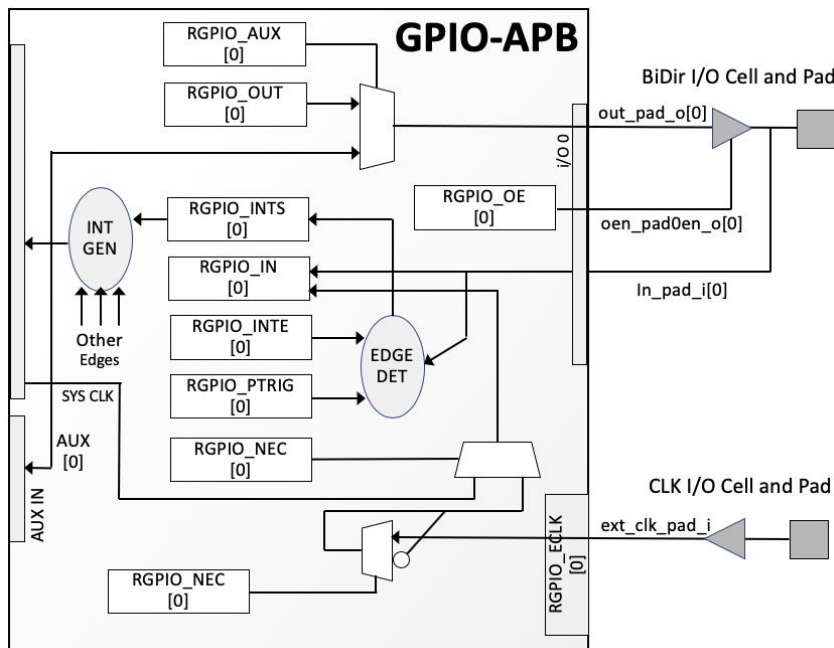 GPIO-APB
RGPIO_AUX
[0]
RGPIO_OUT
[0]
BiDir I/O Cell and Pad
out_pad_o[0]
i/O 0
RGPIO_OE
[0]
oen_pad0en_o[0]
In_pad_i[0]
INT
GEN
RGPIO_INTS
[0]
RGPIO_IN
[0]
Other
Edges
RGPIO_INTE
[0]
EDGE
DET
RGPIO_PTRIG
[0]
SYS CLK
AUX
[0]
AUX IN
RGPIO_NEC
[0]
CLK I/O Cell and Pad
ext_clk_pad_i
RGPIO_ECLK
[0]
RGPIO_NEC
[0]